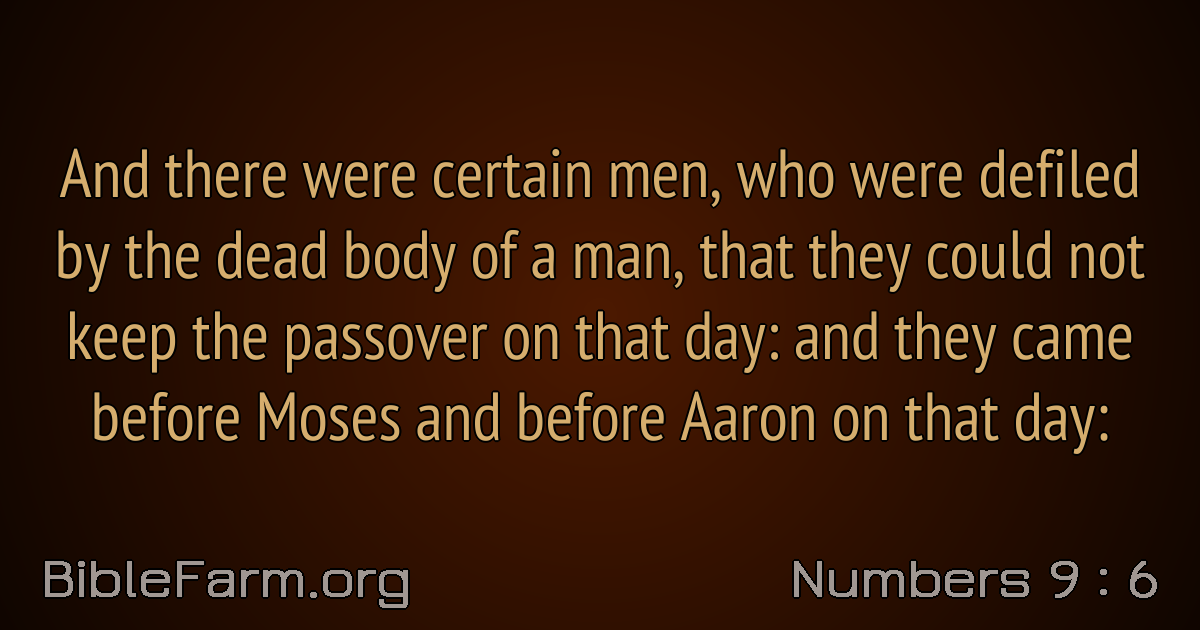 And there were certain men, who were defiled
by the dead body of a man, that they could not
keep the passover on that day: and they came
before Moses and before Aaron on that day:
BibleFarm.org
Numbers 9 : 6